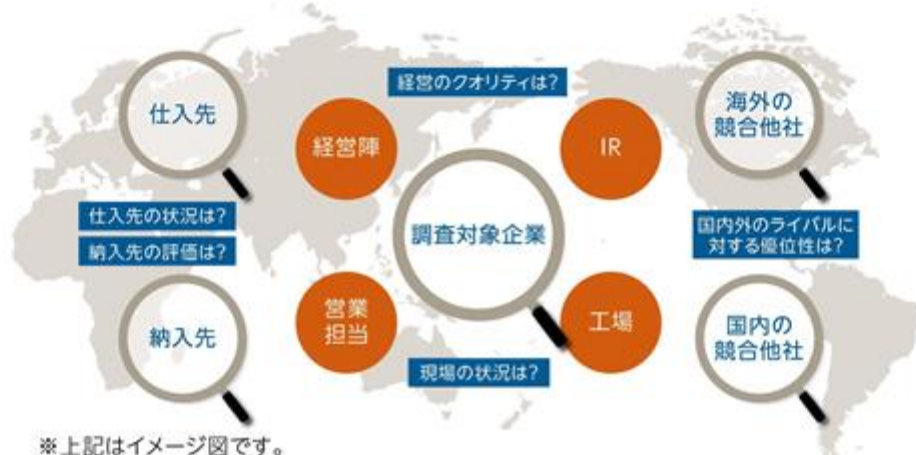 仕入先
仕入先の状況は?
納入先の評価は?
納入先
経営のクオリティは?
経営陣
IR
調査対象企業
営業
担当
工場
現場の状況は?
海外の
競合他社
国内外のライバルに
対する優位性は?
国内の
競合他社
※上記はイメージ図です。